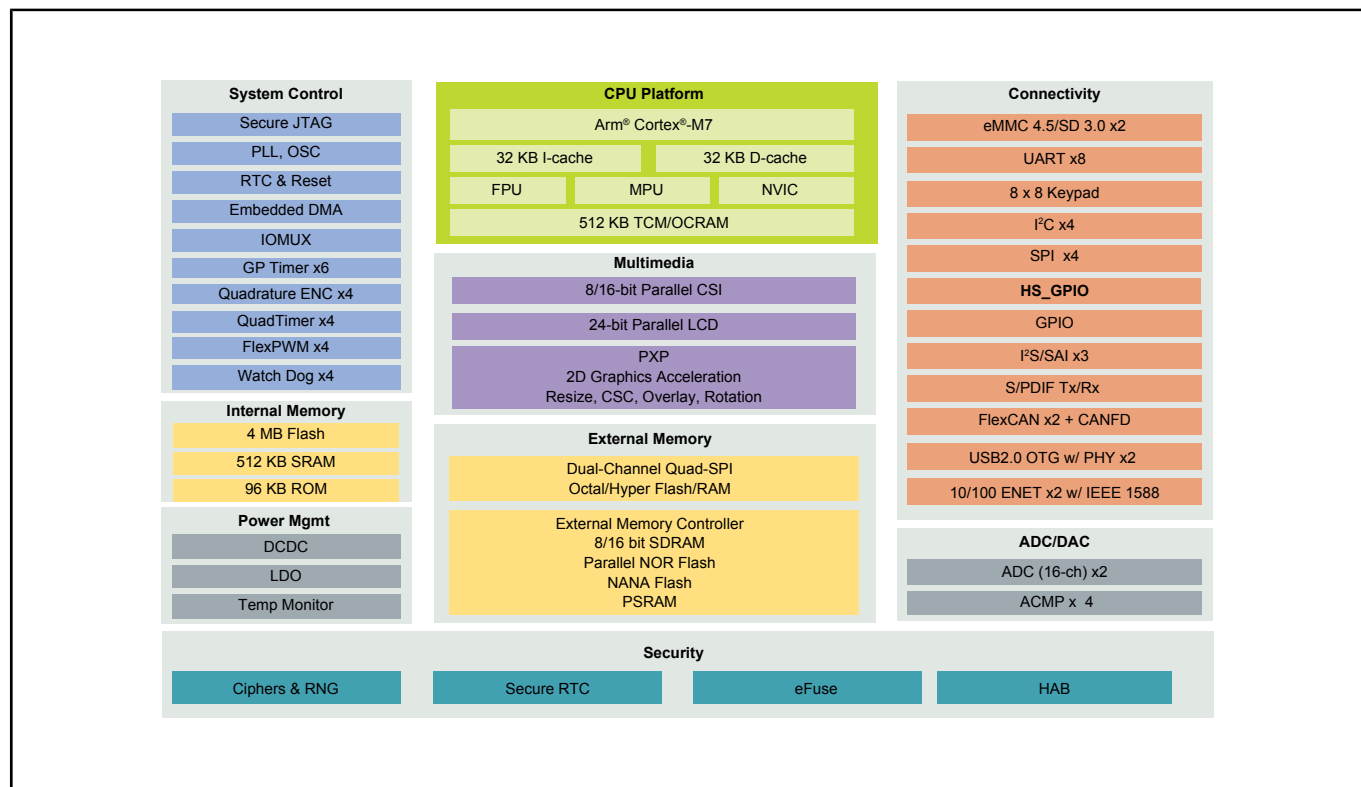 System Control
Secure JTAG
PLL, OSC
RTC & Reset
Embedded DMA
IOMUX
GP Timer x6
Quadrature ENC x4
QuadTimer x4
FlexPWM x4
Watch Dog x4
Internal Memory
4 MB Flash
512 KB SRAM
96 KB ROM
Power Mgmt
DCDC
LDO
Temp Monitor
CPU Platform
Arm® Cortex®-M7
32 KB I-cache
32 KB D-cache
FPU
MPU
NVIC
512 KB TCM/OCRAM
Multimedia
8/16-bit Parallel CSI
24-bit Parallel LCD
PXP
2D Graphics Acceleration
Resize, CSC, Overlay, Rotation
External Memory
Dual-Channel Quad-SPI
Octal/Hyper Flash/RAM
External Memory Controller
8/16 bit SDRAM
Parallel NOR Flash
NANA Flash
PSRAM
Connectivity
eMMC 4.5/SD 3.0 x2
UART x8
8 x 8 Keypad
I²C x4
SPI x4
HS_GPIO
GPIO
I²S/SAI x3
S/PDIF Tx/Rx
FlexCAN x2 + CANFD
USB2.0 OTG w/ PHY x2
10/100 ENET x2 w/ IEEE 1588
ADC/DAC
ADC (16-ch) x2
ACMP x 4
Security
Ciphers & RNG
Secure RTC
eFuse
HAB